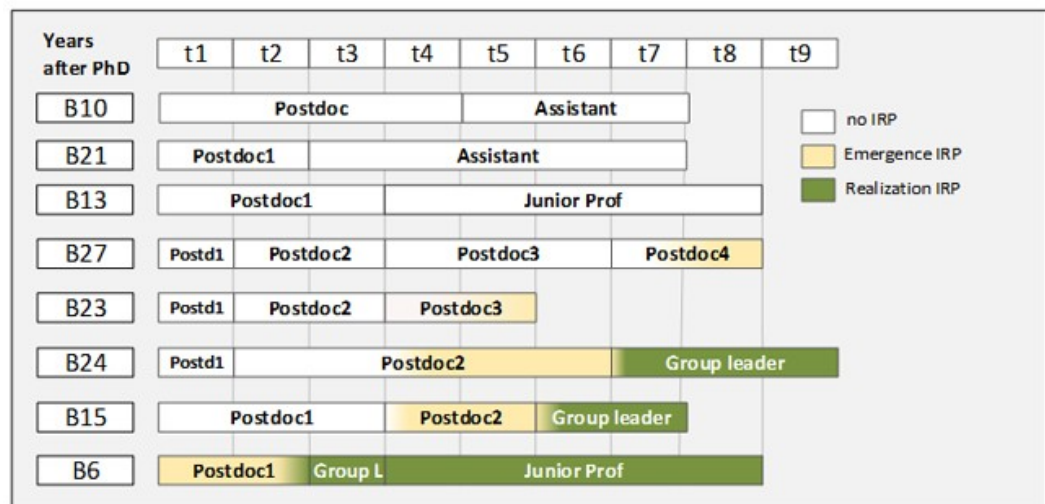 Years
after PhD
t1 t2 t3 t4 t5 t6 t7 t8 t9
B10 Postdoc Assistant
no IRP
B21 Postdoc1 Assistant
Emergence IRP
B13 Postdoc1 Junior Prof
Realization IRP
B27 Postd1 Postdoc2 Postdoc3 Postdoc4
B23 Postd1 Postdoc2 Postdoc3
B24 Postd1 Postdoc2 Group leader
B15 Postdoc1 Postdoc2 Group leader
B6 Postdoc1 Group L Junior Prof